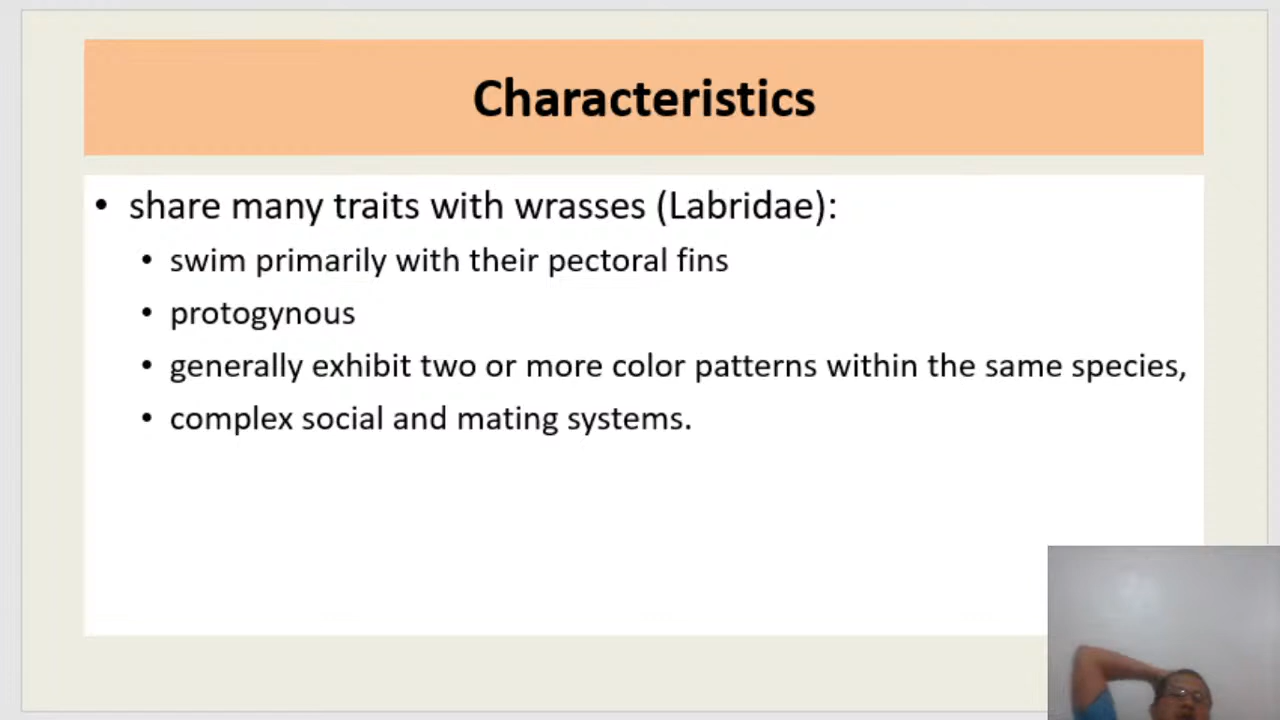 Characteristics
• share many traits with wrasses (Labridae):
• swim primarily with their pectoral fins
• protogynous
• generally exhibit two or more color patterns within the same species,
• complex social and mating systems.